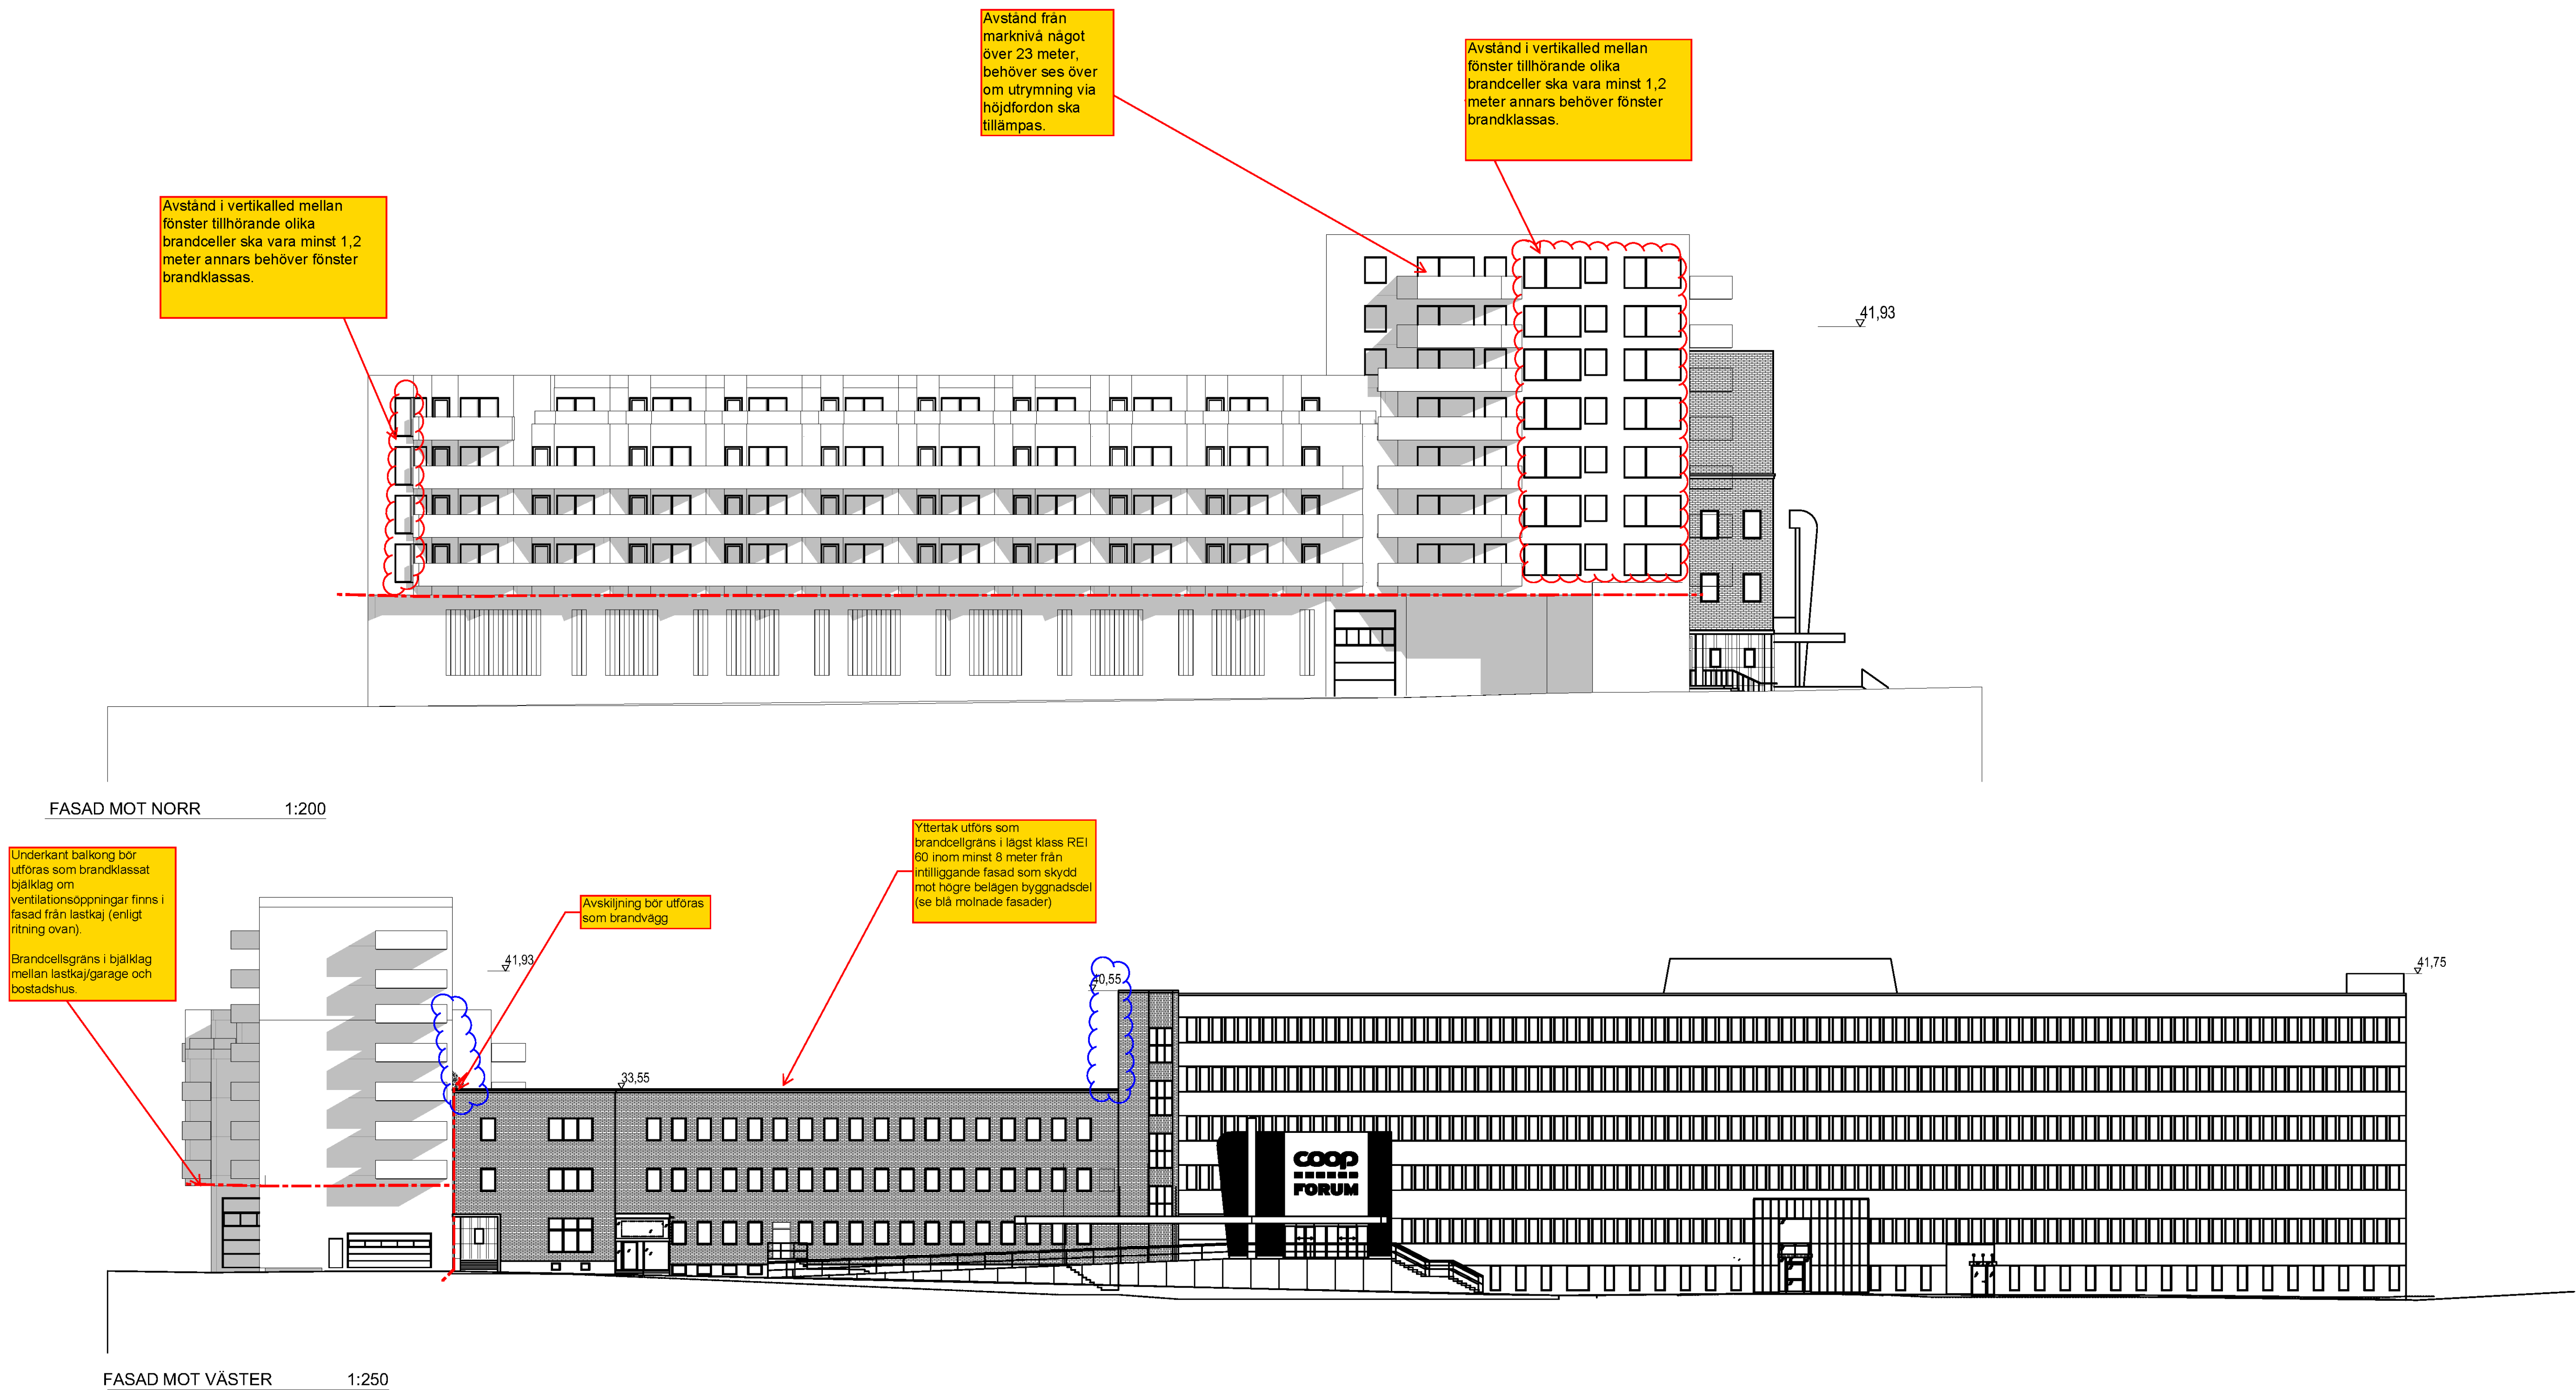 Avstånd från
marknivå något
över 23 meter,
behöver ses över
om utrymning via
höjdfordon ska
tillämpas.
Avstånd i vertikalled mellan
fönster tillhörande olika
brandceller ska vara minst 1,2
meter annars behöver fönster
brandklassas.
Avstånd i vertikalled mellan
fönster tillhörande olika
brandceller ska vara minst 1,2
meter annars behöver fönster
brandklassas.
41,93
FASAD MOT NORR 1:200
Underkant balkong bör
utföras som brandklassat
bjälklag om
ventilationsöppningar finns i
fasad från lastkaj (enligt
ritning ovan).
Brandcellsgräns i bjälklag
mellan lastkaj/garage och
bostadshus.
Avskiljning bör utföras
som brandvägg
Yttertak utförs som
brandcellgräns i lägst klass REI
60 inom minst 8 meter från
intilliggande fasad som skydd
mot högre belägen byggnadsdel
(se blå molnade fasader)
41,93
40,55
41,75
33,55
coop
FORUM
FASAD MOT VÄSTER 1:250